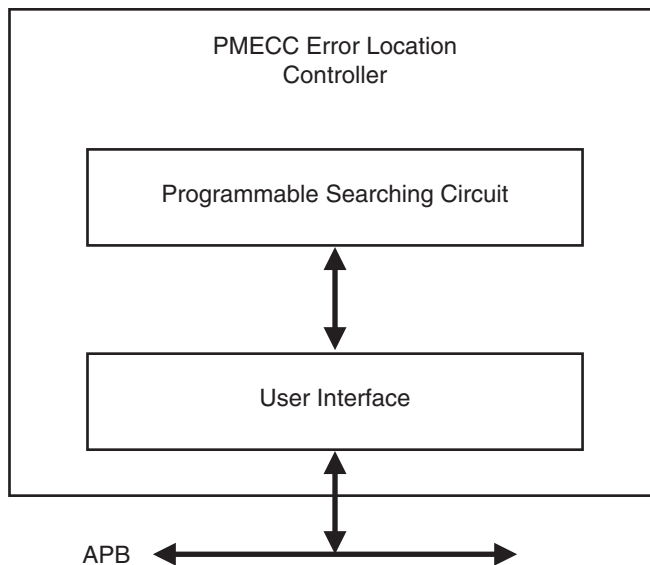 PMECC Error Location
Controller
Programmable Searching Circuit
User Interface
APB